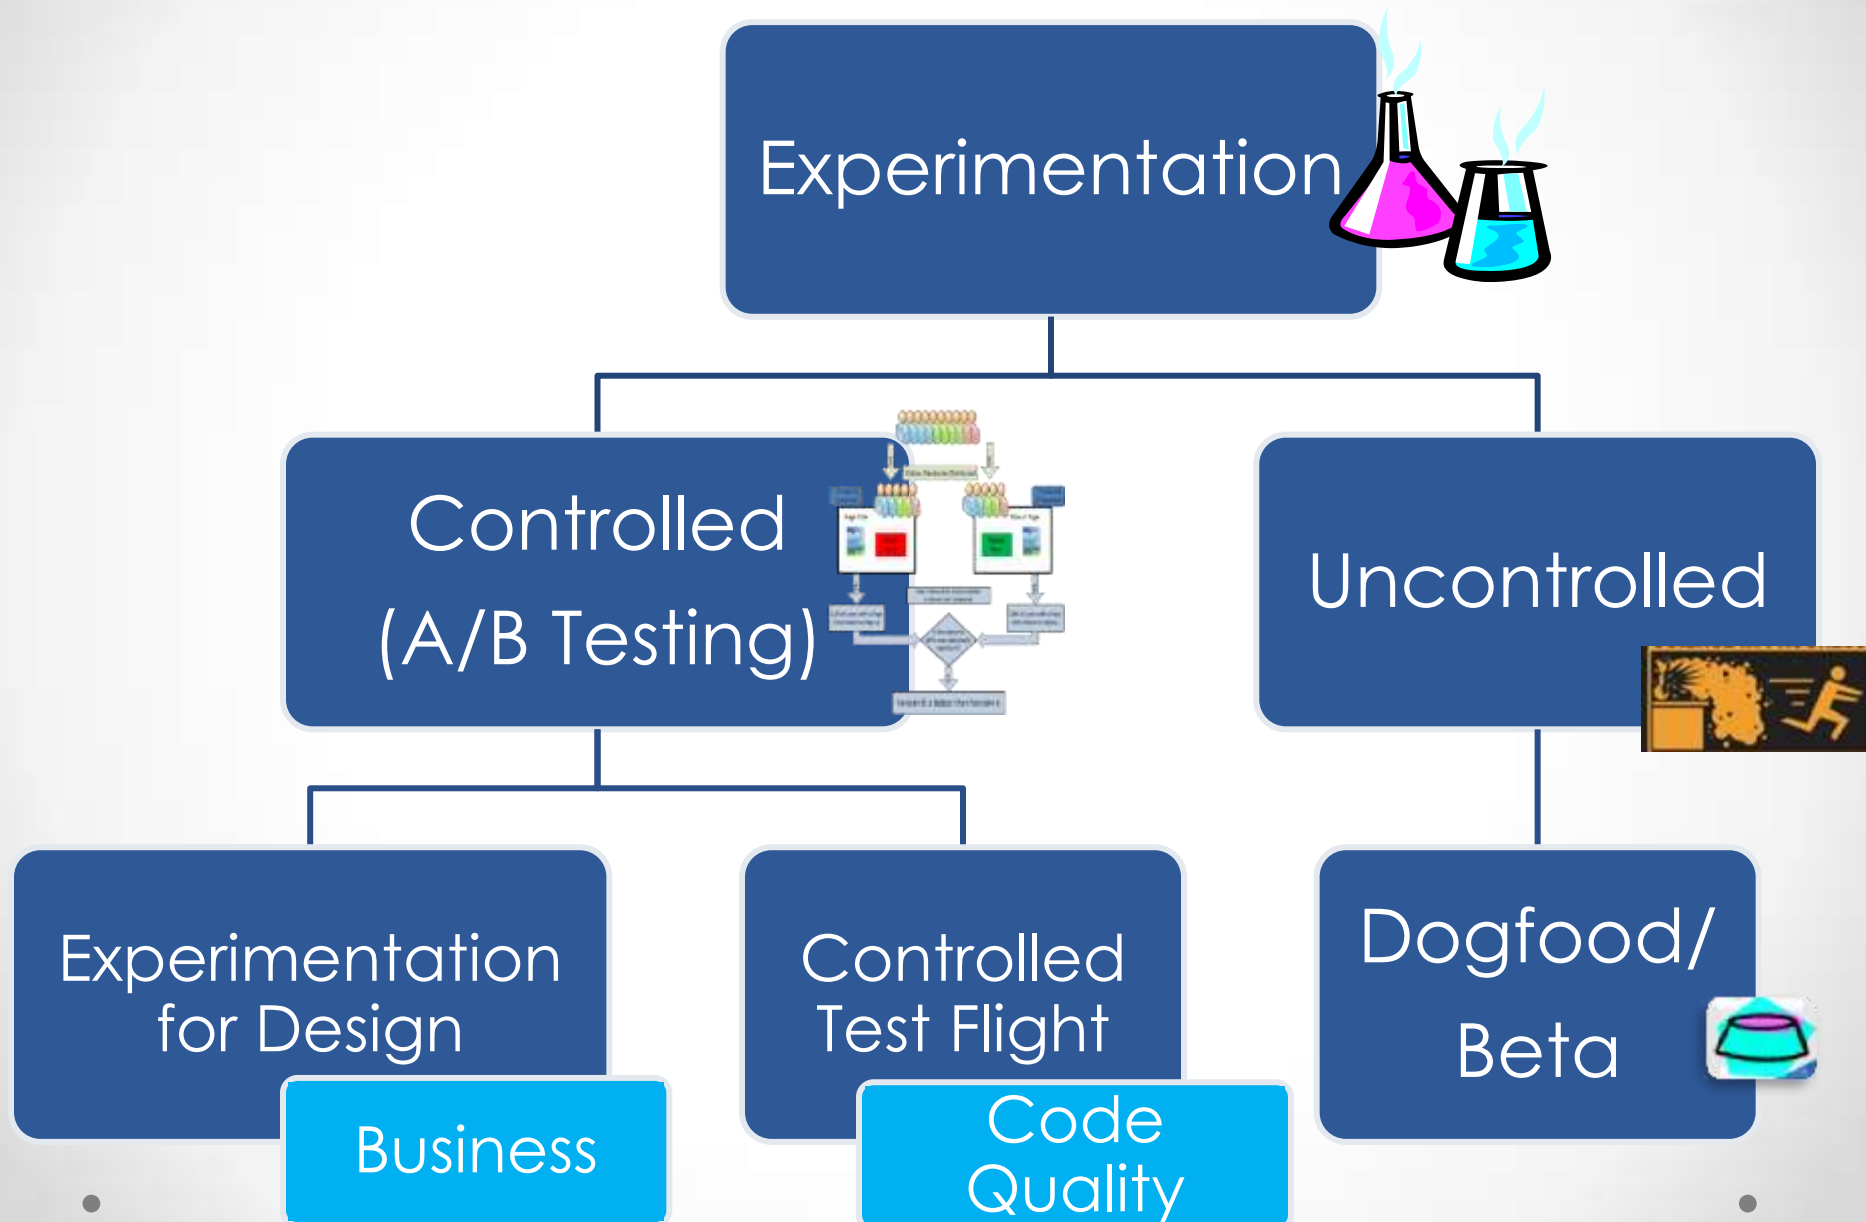 Experimentation
Controlled
(A/B Testing)
Uncontrolled
Experimentation
for Design
Business
Controlled
Test Flight
Code
Quality
Dogfood/
Beta